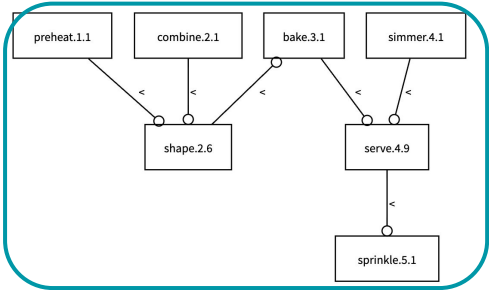 preheat.1.1
combine.2.1
bake.3.1
simmer.4.1
<
<
<
<
<
shape.2.6
serve.4.9
<
sprinkle.5.1